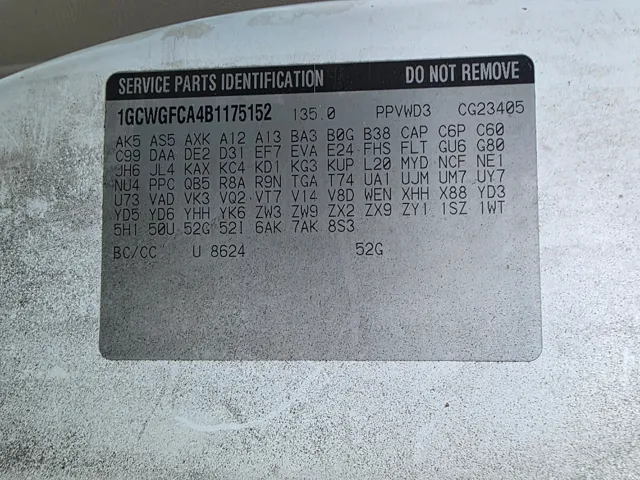 SERVICE PARTS IDENTIFICATION DO NOT REMOVE
1GCWGFCA4B1175152 135.0 PPVWD3 CG23405
AK5 AS5 AXK A12 A13 BA3 B0G B38 CAP C6P C60
C99 DAA DE2 D31 EF7 EVA E24 FHS FLT GU6 G80
JH6 JL4 KAX KC4 KD1 KG3 KUP L20 MYD NCF NE1
NU4 PPC QB5 R8A R9N TGA T74 UA1 UJM UM7 UY7
U73 VAD VK3 VQ2 VT7 V14 V8D WEN XHH X88 YD3
YD5 YD6 YHH YK6 ZW3 ZW9 ZX2 ZX9 ZY1 1SZ 1WT
5HI 50U 52G 52I 6AK 7AK 8S3
BC/CC U 8624 52G